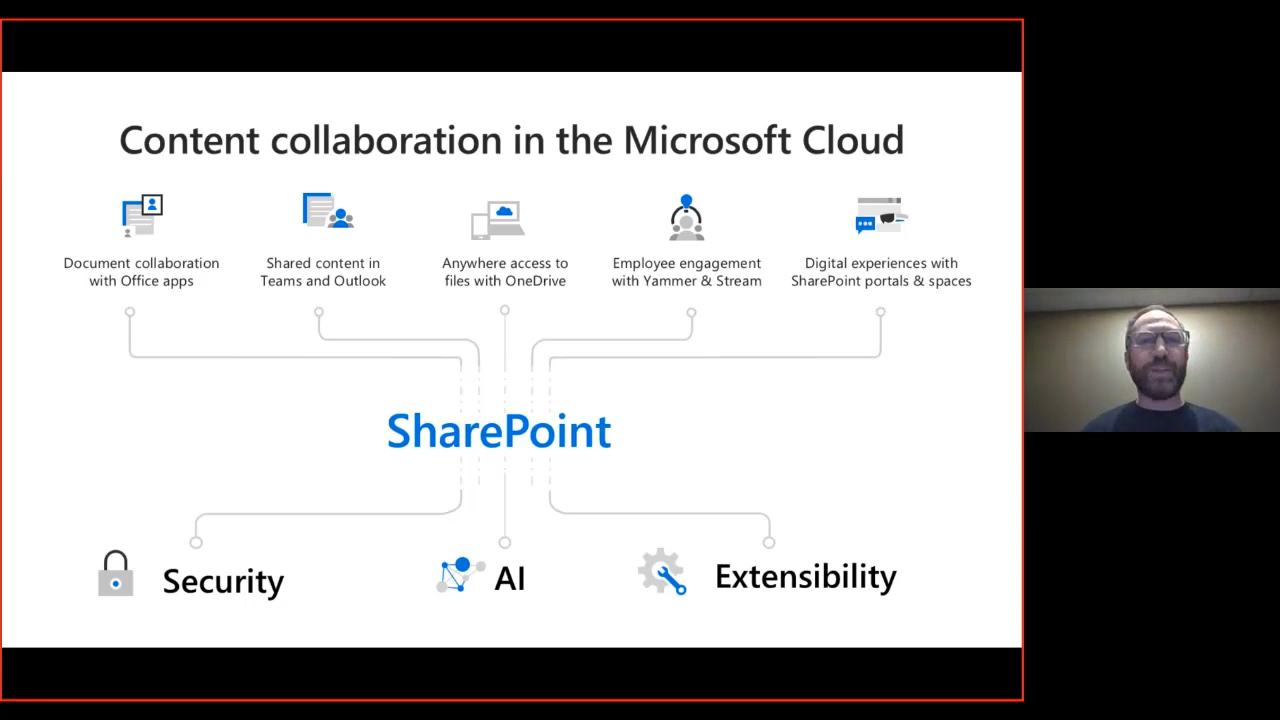 Content collaboration in the Microsoft Cloud
Document collaboration
with Office apps
Shared content in
Teams and Outlook
Anywhere access to
files with OneDrive
Employee engagement
with Yammer & Stream
Digital experiences with
SharePoint portals & spaces
SharePoint
Security
AI
Extensibility